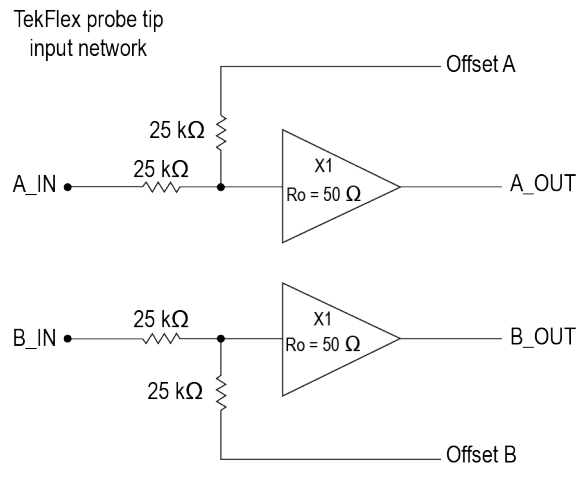 TekFlex probe tip
input network
Offset A
25 kΩ
25 kΩ
X1
A_IN
Ro = 50 Ω
A_OUT
25 kΩ
X1
B_IN
Ro = 50 Ω
B_OUT
25 kΩ
Offset B